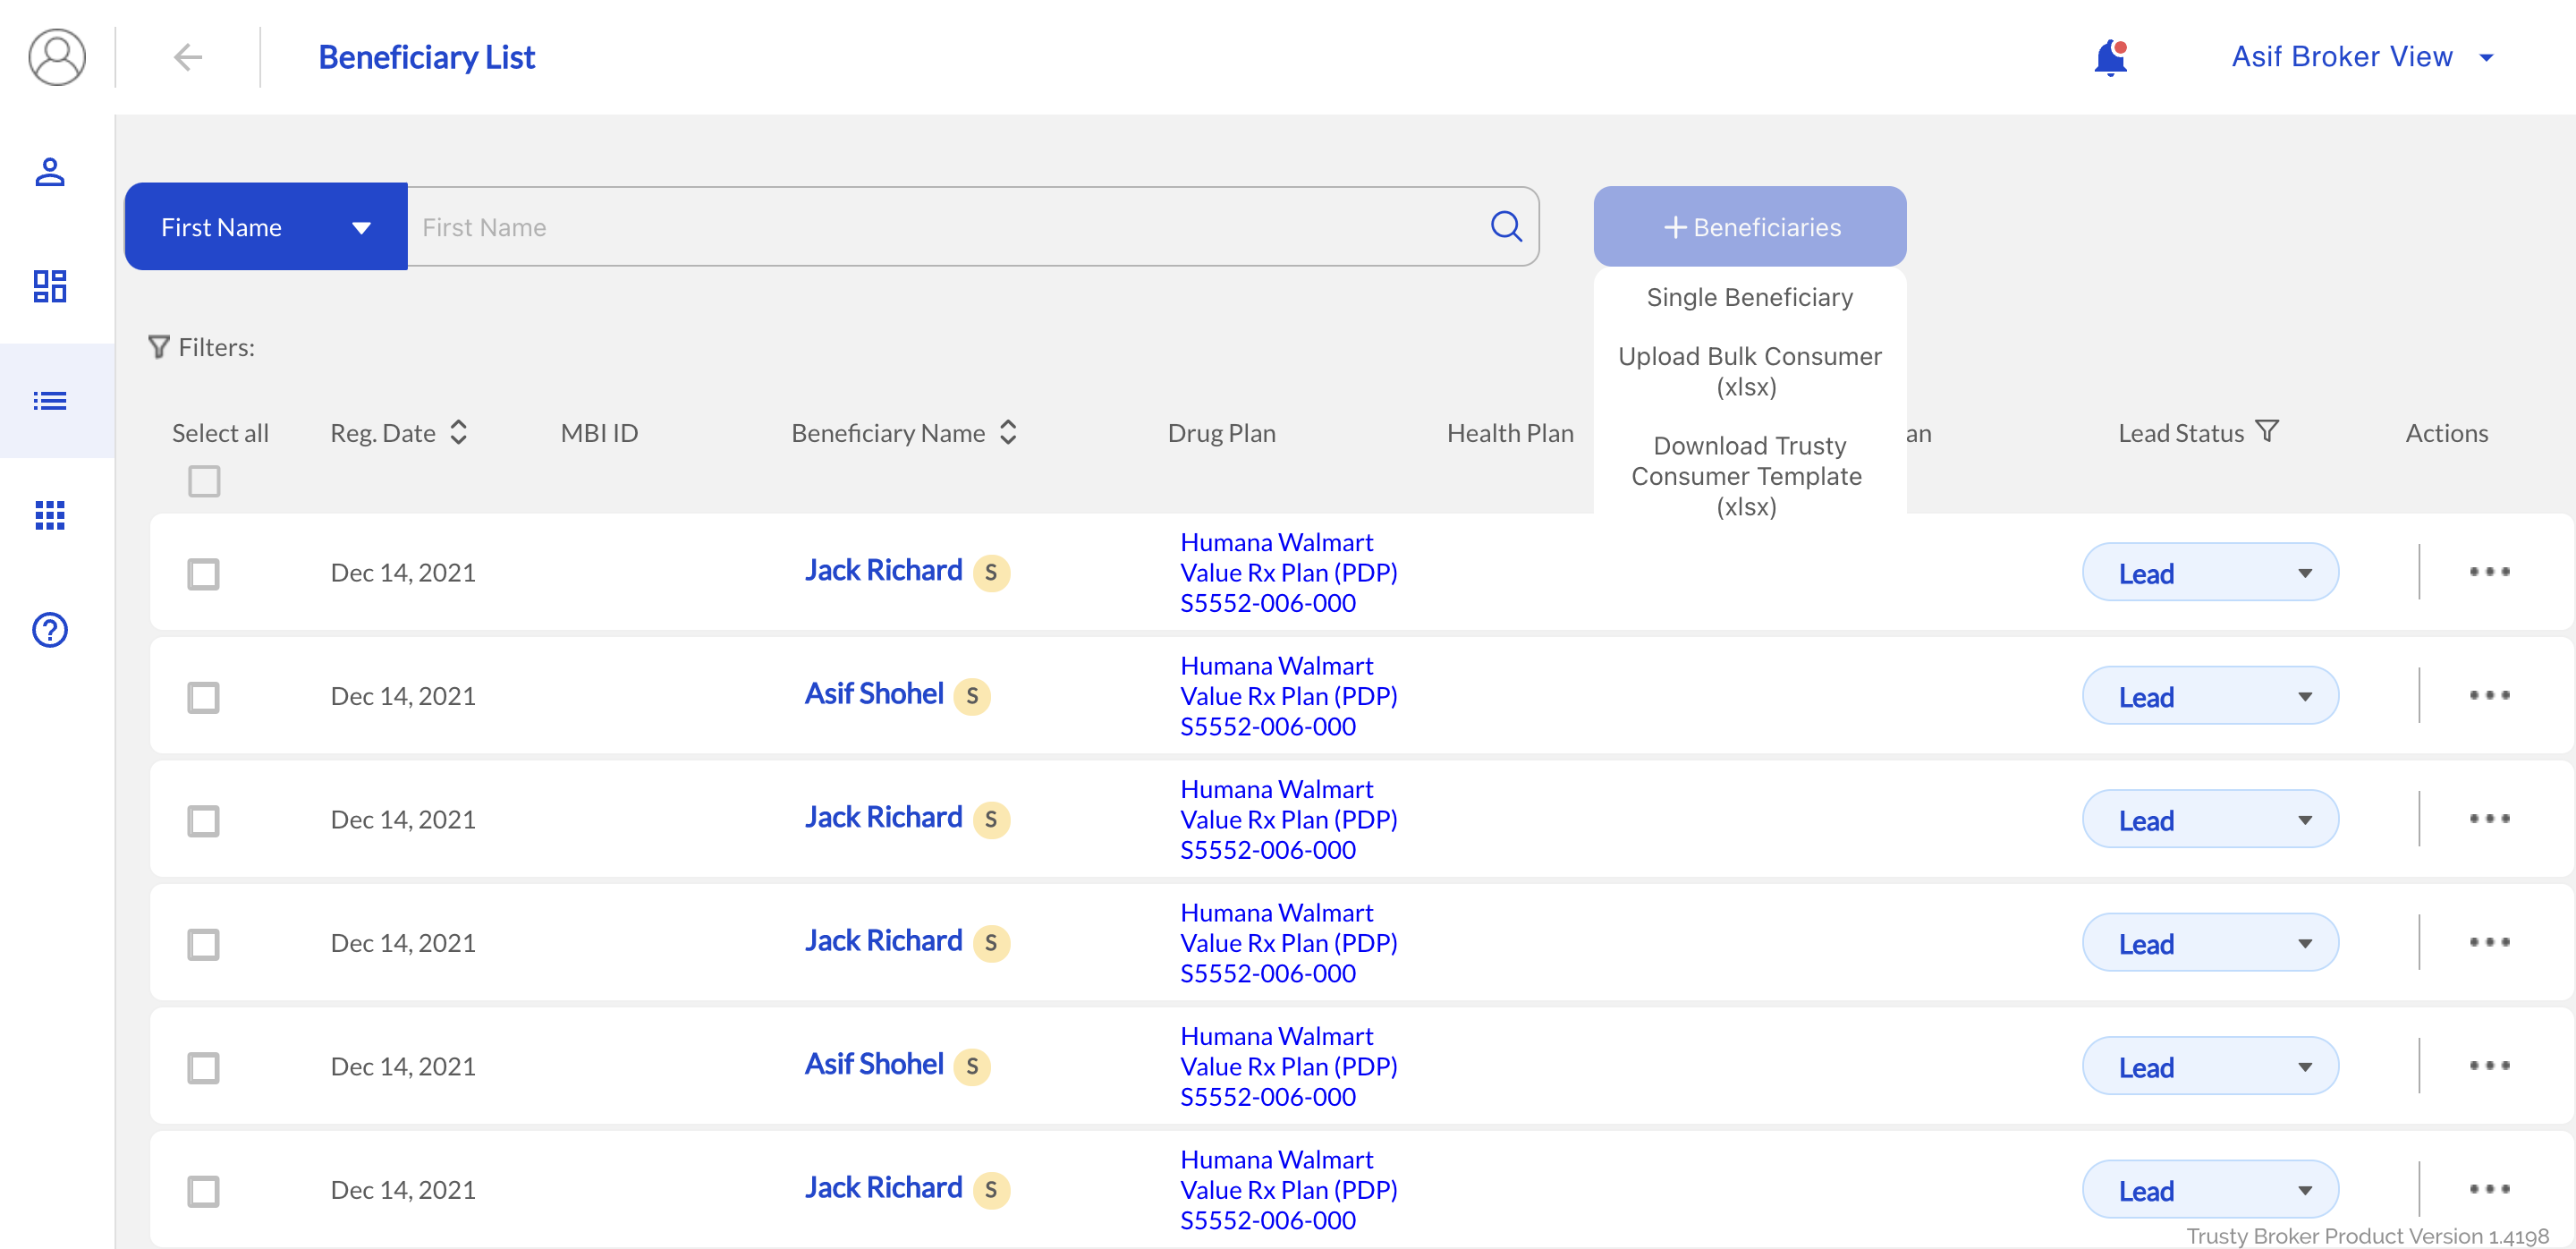 Beneficiary List
Asif Broker View
First Name
First Name
+ Beneficiaries
Single Beneficiary
Upload Bulk Consumer
(xlsx)
Download Trusty
Consumer Template
(xlsx)
Filters:
Select all Reg. Date MBI ID Beneficiary Name Drug Plan Health Plan an Lead Status Actions
Dec 14, 2021 Jack Richard S
Humana Walmart
Value Rx Plan (PDP)
S5552-006-000
Lead
Dec 14, 2021 Asif Shohel S
Humana Walmart
Value Rx Plan (PDP)
S5552-006-000
Lead
Dec 14, 2021 Jack Richard S
Humana Walmart
Value Rx Plan (PDP)
S5552-006-000
Lead
Dec 14, 2021 Jack Richard S
Humana Walmart
Value Rx Plan (PDP)
S5552-006-000
Lead
Dec 14, 2021 Asif Shohel S
Humana Walmart
Value Rx Plan (PDP)
S5552-006-000
Lead
Dec 14, 2021 Jack Richard S
Humana Walmart
Value Rx Plan (PDP)
S5552-006-000
Lead
Trusty Broker Product Version 1.4198